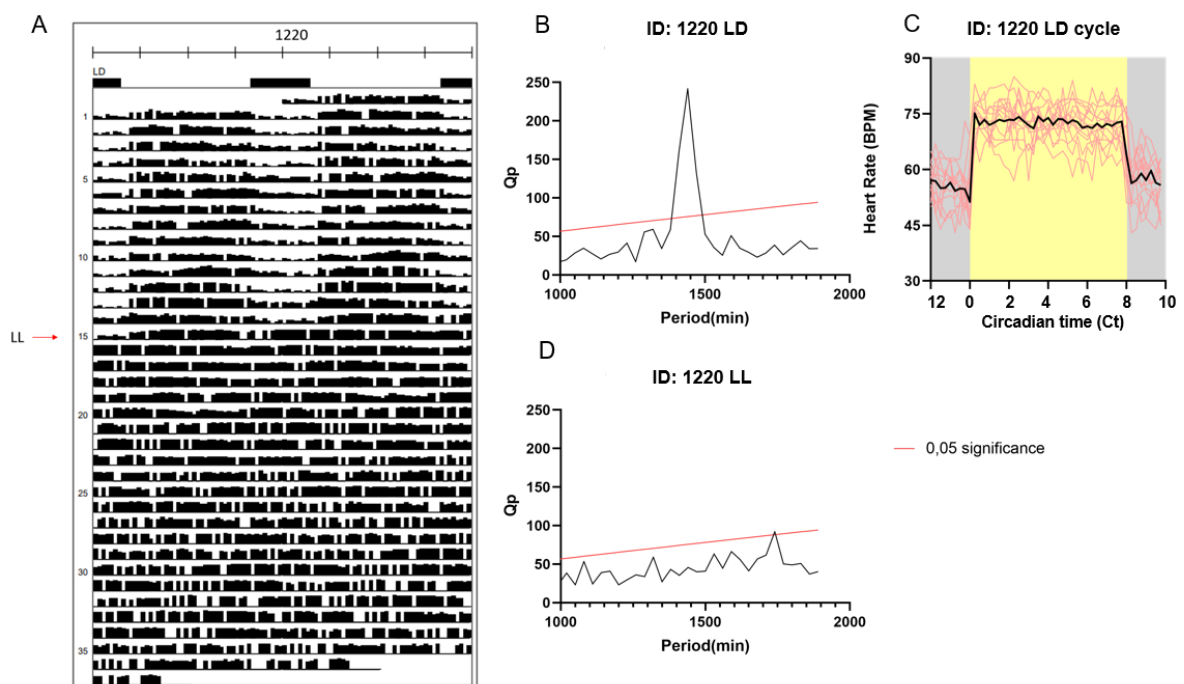 A
1220
LD
1
5
10
15
20
25
30
35
LL
B
ID: 1220 LD
250
200
150
100
50
0
Qp
1000
1500
2000
Period(min)
C
ID: 1220 LD cycle
90
75
60
45
30
Heart Rate (BPM)
12 0 2 4 6 8 10
Circadian time (Ct)
D
ID: 1220 LL
250
200
150
100
50
0
Qp
1000
1500
2000
Period(min)
0,05 significance